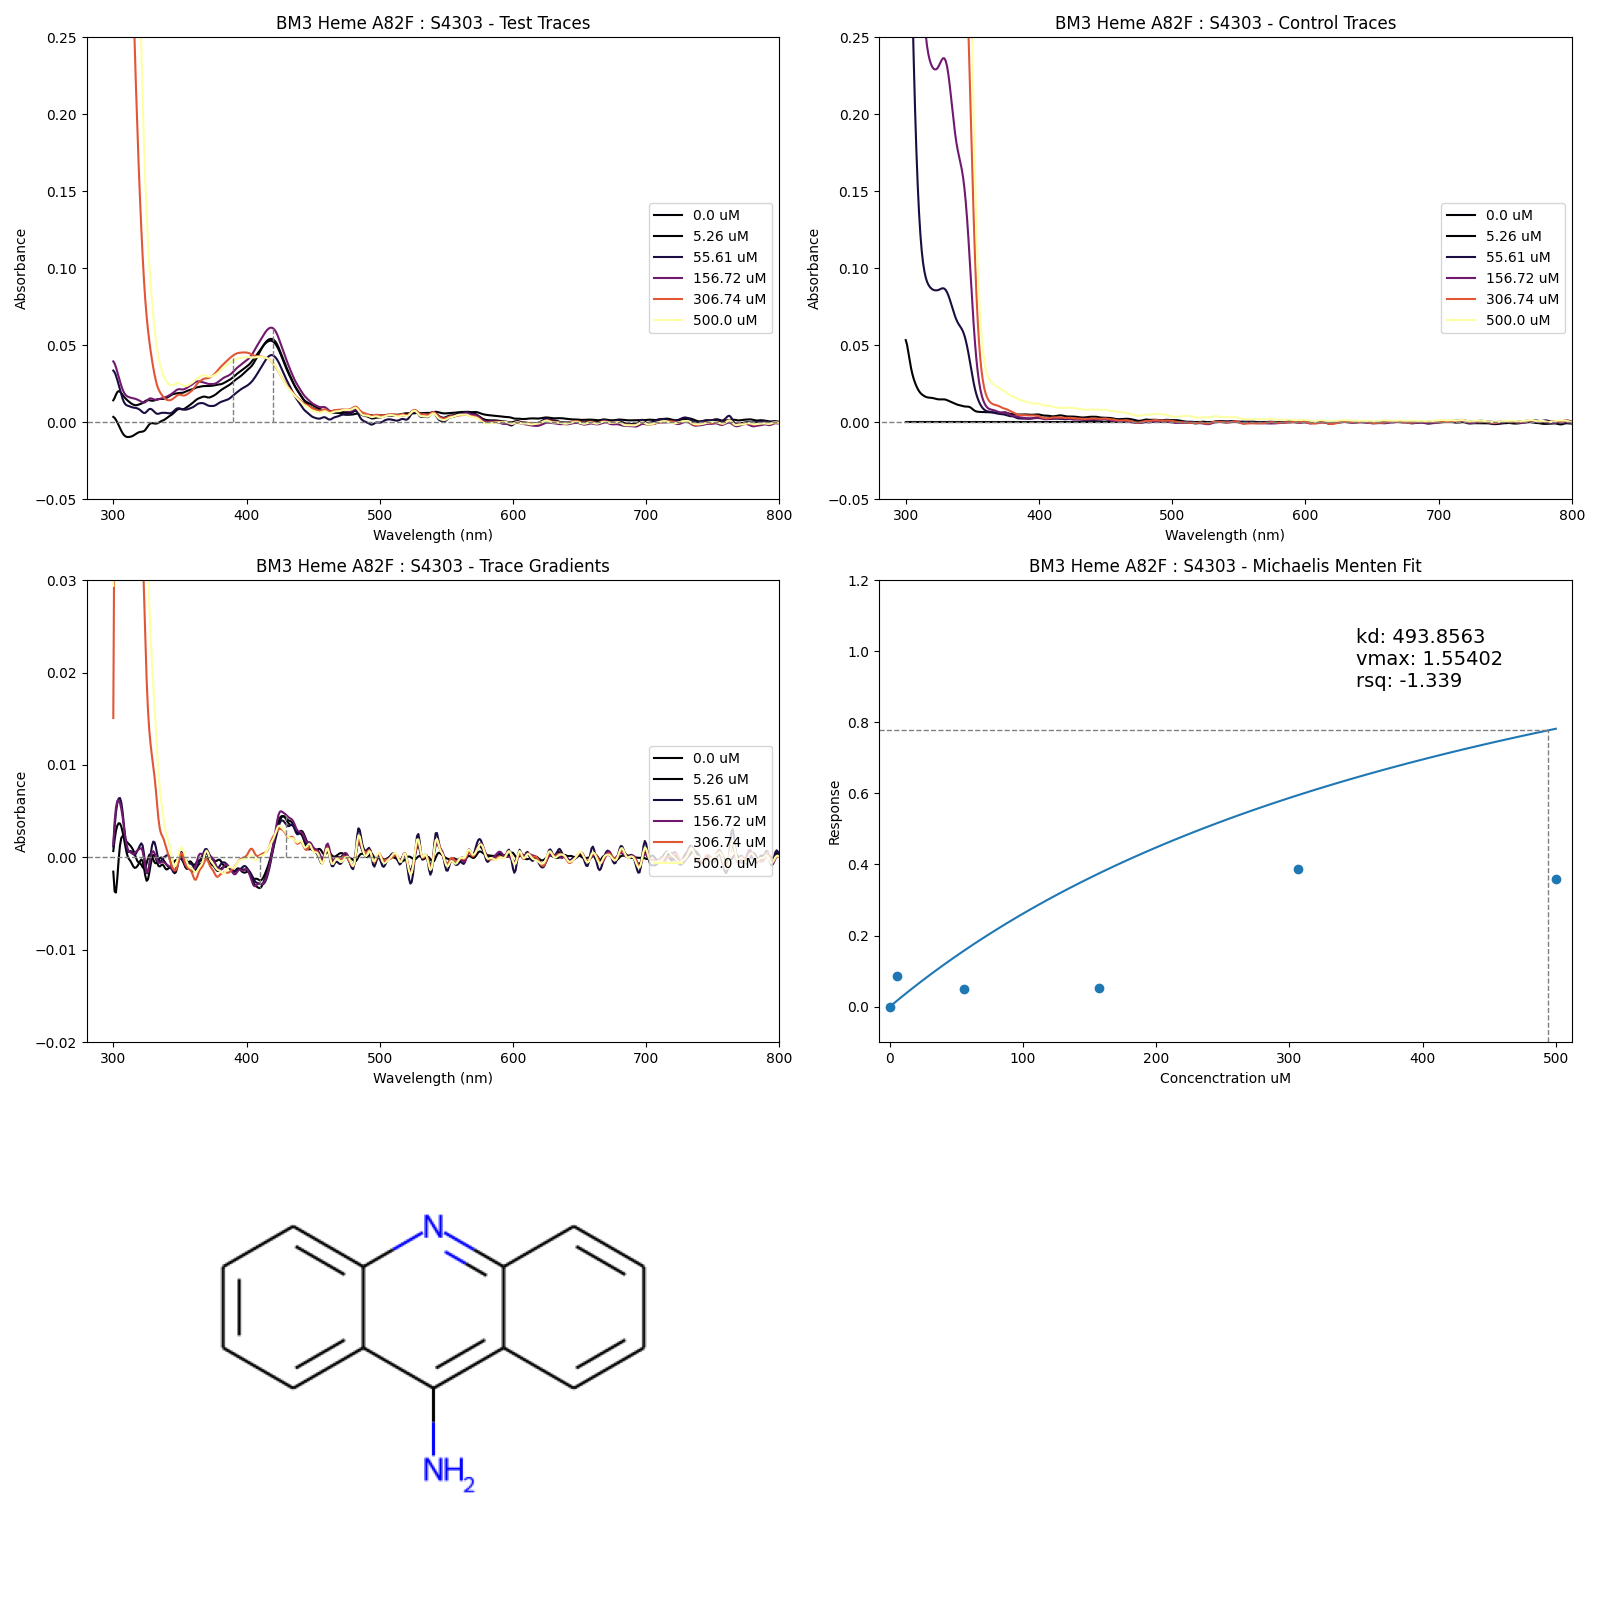 BM3 Heme A82F : S4303 - Test Traces
0.25
0.20
0.15
0.10
0.05
0.00
−0.05
Absorbance
300
400
500
600
700
800
Wavelength (nm)
0.0 uM
5.26 uM
55.61 uM
156.72 uM
306.74 uM
500.0 uM
BM3 Heme A82F : S4303 - Control Traces
0.25
0.20
0.15
0.10
0.05
0.00
−0.05
Absorbance
300
400
500
600
700
800
Wavelength (nm)
0.0 uM
5.26 uM
55.61 uM
156.72 uM
306.74 uM
500.0 uM
BM3 Heme A82F : S4303 - Trace Gradients
0.03
0.02
0.01
0.00
−0.01
−0.02
Absorbance
300
400
500
600
700
800
Wavelength (nm)
0.0 uM
5.26 uM
55.61 uM
156.72 uM
306.74 uM
500.0 uM
BM3 Heme A82F : S4303 - Michaelis Menten Fit
1.2
1.0
0.8
0.6
0.4
0.2
0.0
Response
kd: 493.8563
vmax: 1.55402
rsq: -1.339
0
100
200
300
400
500
Concenctration uM
N
NH2